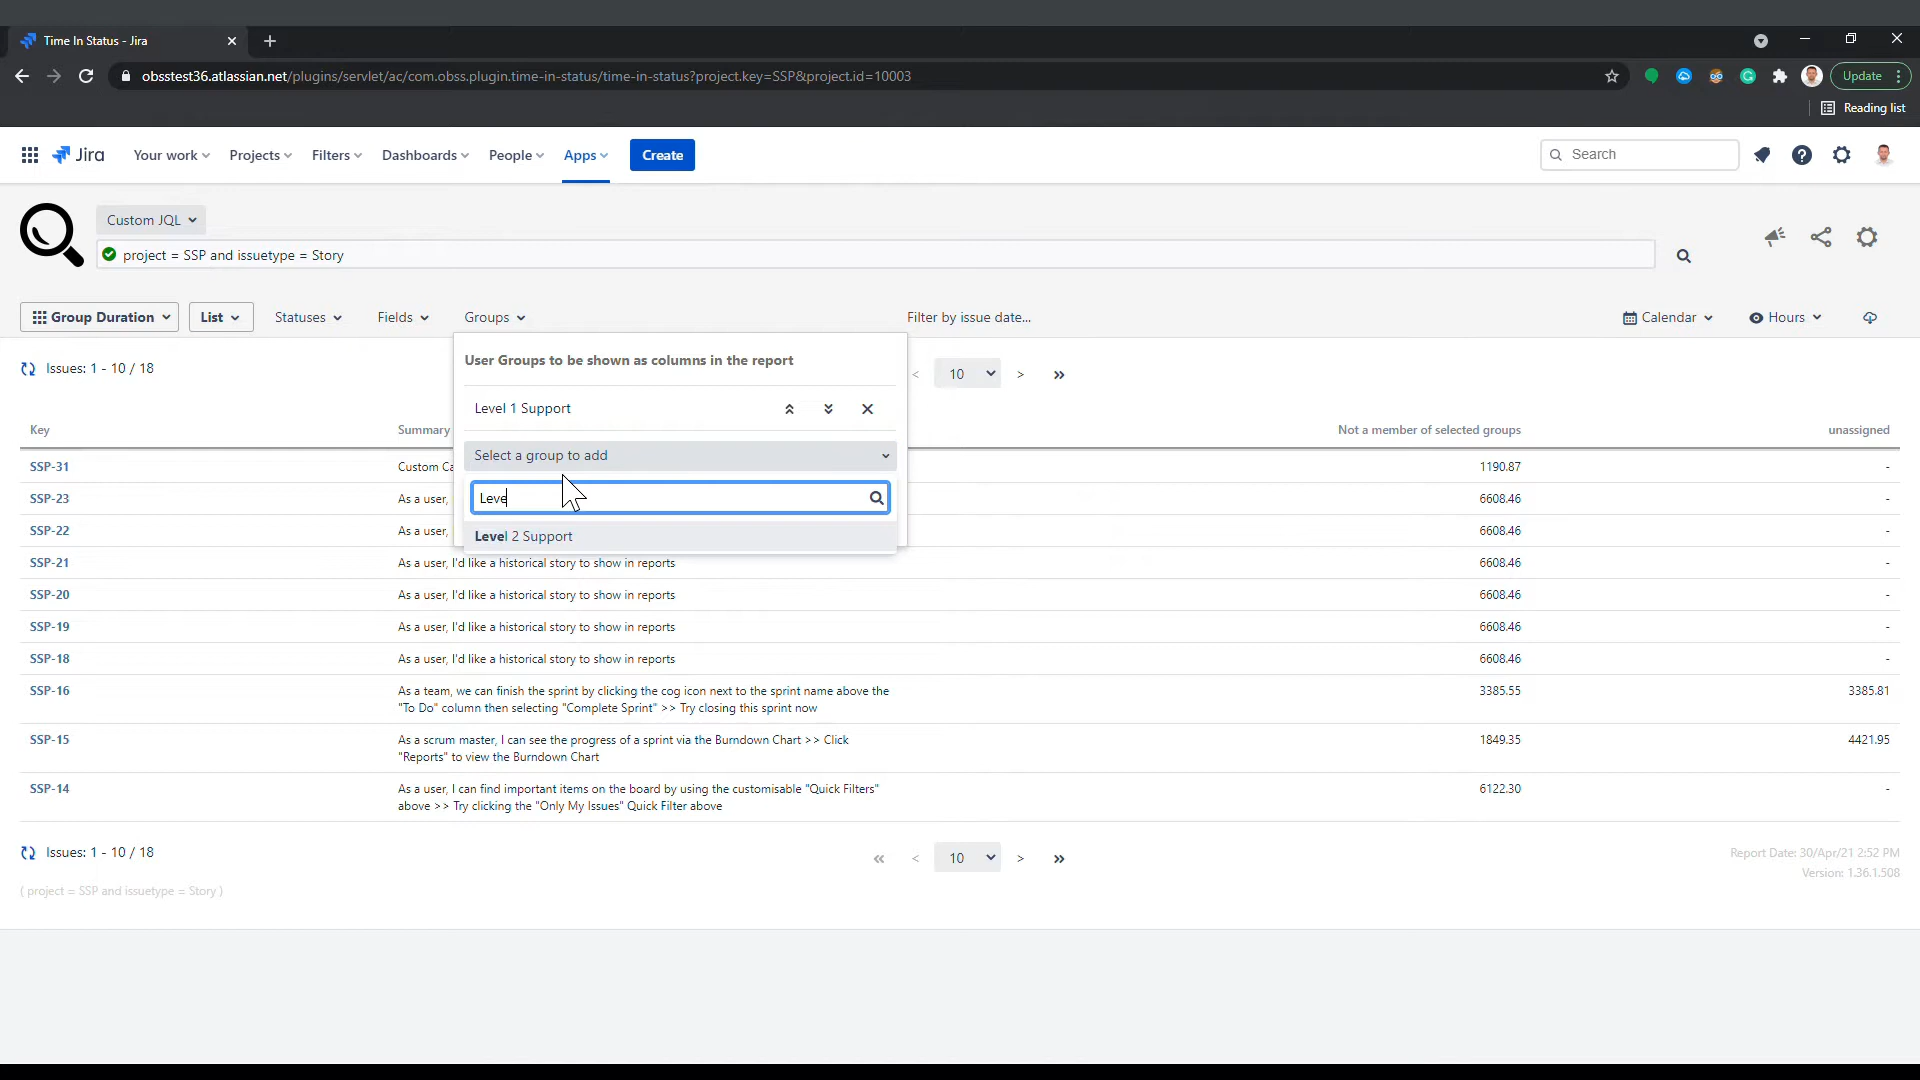 Time In Status - Jira
obsstest36.atlassian.net/plugins/servlet/ac/com.obss.plugin.time-in-status/time-in-status?project.key=SSP&project.id=10003
Update
Reading list
Jira
Your work
Projects
Filters
Dashboards
People
Apps
Create
Search
Custom JQL
project = SSP and issuetype = Story
Group Duration
List
Statuses
Fields
Groups
Filter by issue date...
Calendar
Hours
User Groups to be shown as columns in the report
Issues: 1 - 10 / 18
< 10 > »
Level 1 Support
Key
Summary
Not a member of selected groups
unassigned
Select a group to add
Leve
Level 2 Support
SSP-31 Custom Ca 1190.87 -
SSP-23 As a user, 6608.46 -
SSP-22 As a user, 6608.46 -
SSP-21 As a user, I'd like a historical story to show in reports 6608.46 -
SSP-20 As a user, I'd like a historical story to show in reports 6608.46 -
SSP-19 As a user, I'd like a historical story to show in reports 6608.46 -
SSP-18 As a user, I'd like a historical story to show in reports 6608.46 -
SSP-16 As a team, we can finish the sprint by clicking the cog icon next to the sprint name above the 3385.55 3385.81
"To Do" column then selecting "Complete Sprint" >> Try closing this sprint now
SSP-15 As a scrum master, I can see the progress of a sprint via the Burndown Chart >> Click 1849.35 4421.95
"Reports" to view the Burndown Chart
SSP-14 As a user, I can find important items on the board by using the customisable "Quick Filters" 6122.30 -
above >> Try clicking the "Only My Issues" Quick Filter above
Issues: 1 - 10 / 18
« < 10 > »
Report Date: 30/Apr/21 2:52 PM
Version: 1.36.1.508
( project = SSP and issuetype = Story )